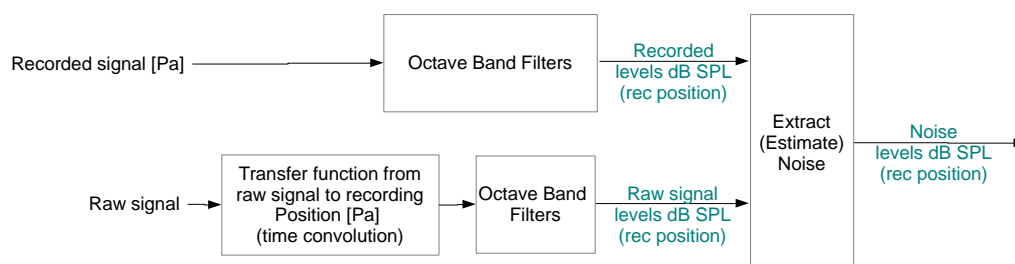 Recorded signal [Pa]
Octave Band Filters
Recorded
levels dB SPL
(rec position)
Extract
(Estimate)
Noise
Noise
levels dB SPL
(rec position)
Raw signal
Transfer function from
raw signal to recording
Position [Pa]
(time convolution)
Octave Band
Filters
Raw signal
levels dB SPL
(rec position)